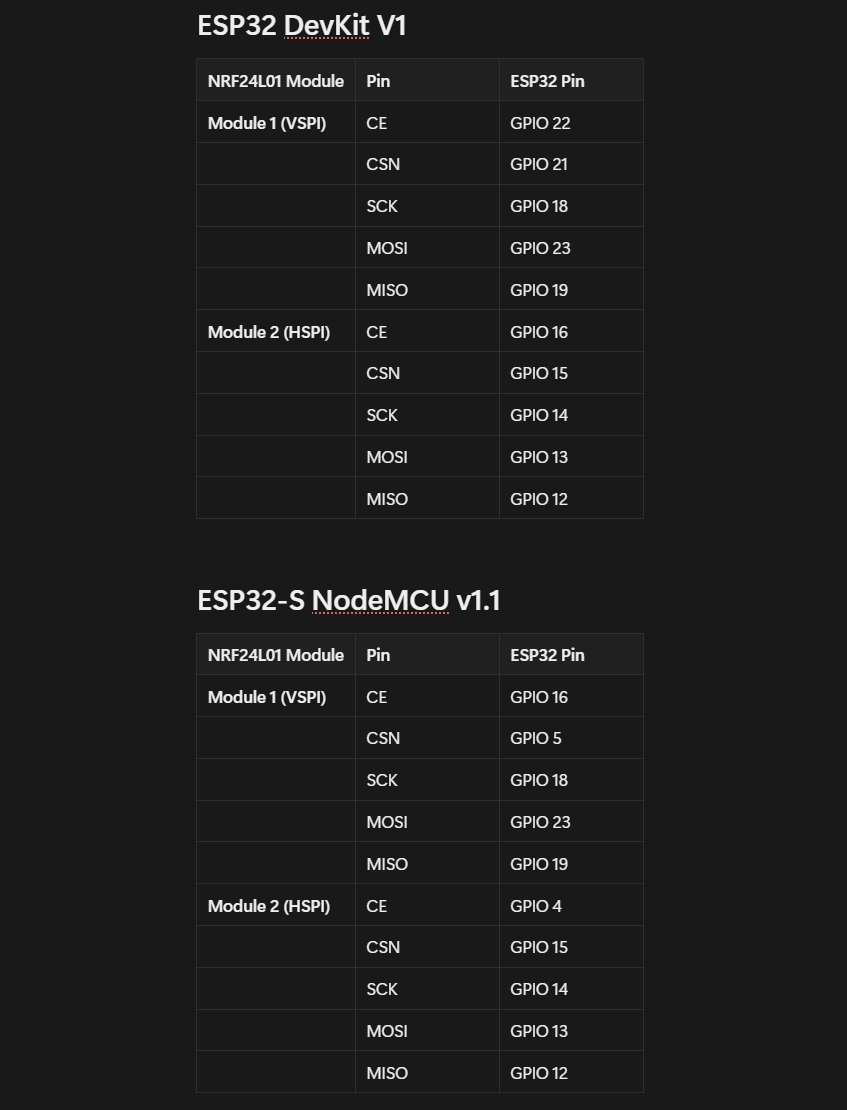 ESP32 DevKit V1
NRF24L01 Module Pin ESP32 Pin
Module 1 (VSPI) CE GPIO 22
CSN GPIO 21
SCK GPIO 18
MOSI GPIO 23
MISO GPIO 19
Module 2 (HSPI) CE GPIO 16
CSN GPIO 15
SCK GPIO 14
MOSI GPIO 13
MISO GPIO 12
ESP32-S NodeMCU v1.1
NRF24L01 Module Pin ESP32 Pin
Module 1 (VSPI) CE GPIO 16
CSN GPIO 5
SCK GPIO 18
MOSI GPIO 23
MISO GPIO 19
Module 2 (HSPI) CE GPIO 4
CSN GPIO 15
SCK GPIO 14
MOSI GPIO 13
MISO GPIO 12